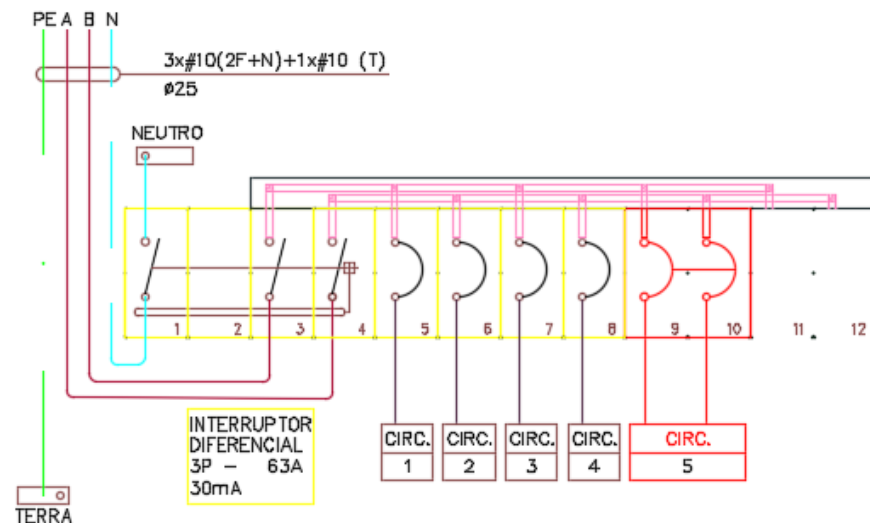 PE A B N
3x#10(2F+N)+1x#10 (T)
ø25
NEUTRO
1 2 3 4 5 6 7 8 9 10 11 12
INTERRUPTOR
DIFERENCIAL
3P - 63A
30mA
CIRC.
1
CIRC.
2
CIRC.
3
CIRC.
4
CIRC.
5
TERRA